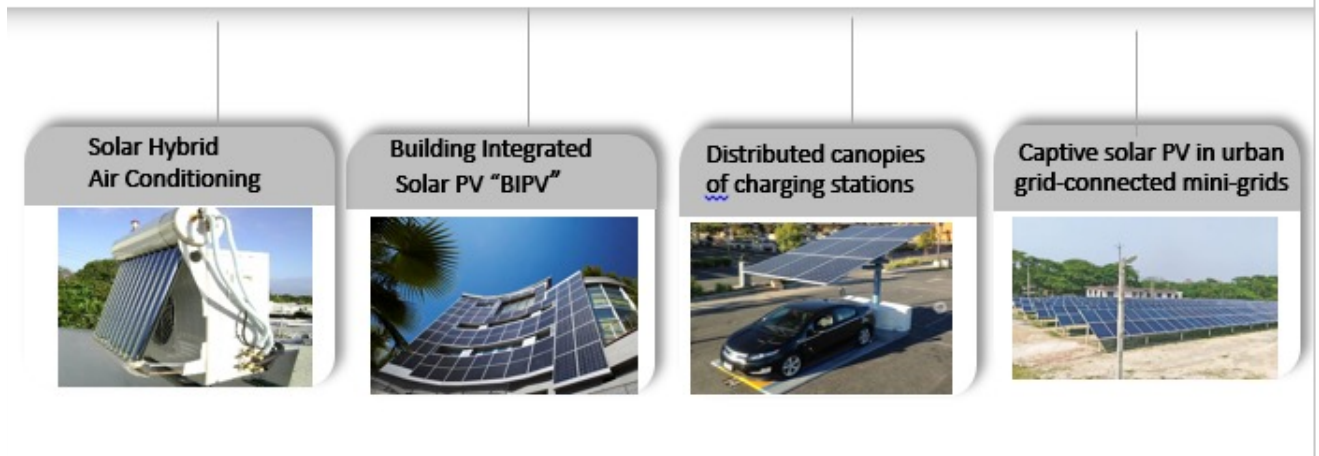 Solar Hybrid
Air Conditioning
Building Integrated
Solar PV “BIPV”
Distributed canopies
of charging stations
Captive solar PV in urban
grid-connected mini-grids